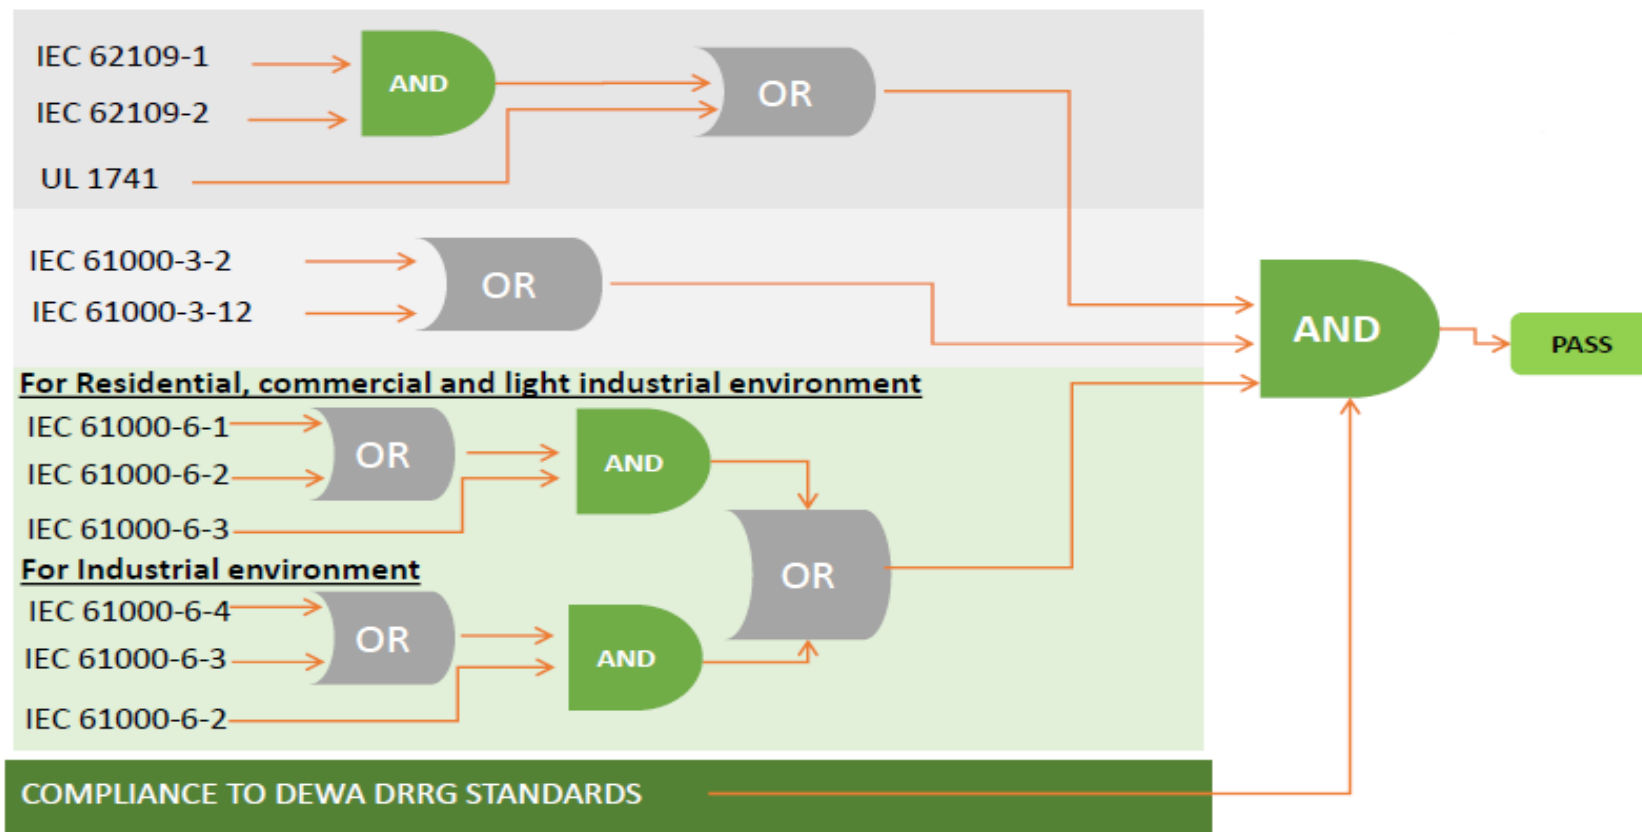 IEC 62109-1
IEC 62109-2
UL 1741
AND
OR
IEC 61000-3-2
IEC 61000-3-12
OR
AND
PASS
For Residential, commercial and light industrial environment
IEC 61000-6-1
IEC 61000-6-2
IEC 61000-6-3
OR
AND
OR
For Industrial environment
IEC 61000-6-4
IEC 61000-6-3
IEC 61000-6-2
OR
AND
COMPLIANCE TO DEWA DRRG STANDARDS